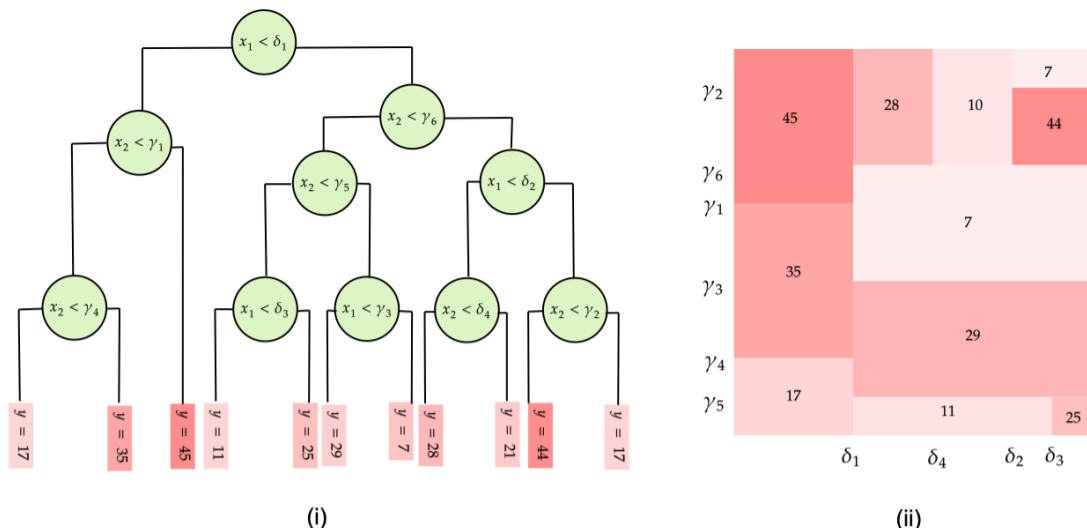 x₁ < δ₁
x₂ < γ₁
x₂ < γ₆
x₂ < γ₅
x₁ < δ₂
x₂ < γ₄
x₁ < δ₃
x₁ < γ₃
x₂ < δ₄
x₂ < γ₂
y = 17
y = 35
y = 45
y = 11
y = 25
y = 29
y = 7
y = 28
y = 21
y = 44
y = 17
(i)
γ₂
γ₆
γ₁
γ₃
γ₄
γ₅
45
28
10
7
44
7
35
29
17
11
25
δ₁ δ₄ δ₂ δ₃
(ii)